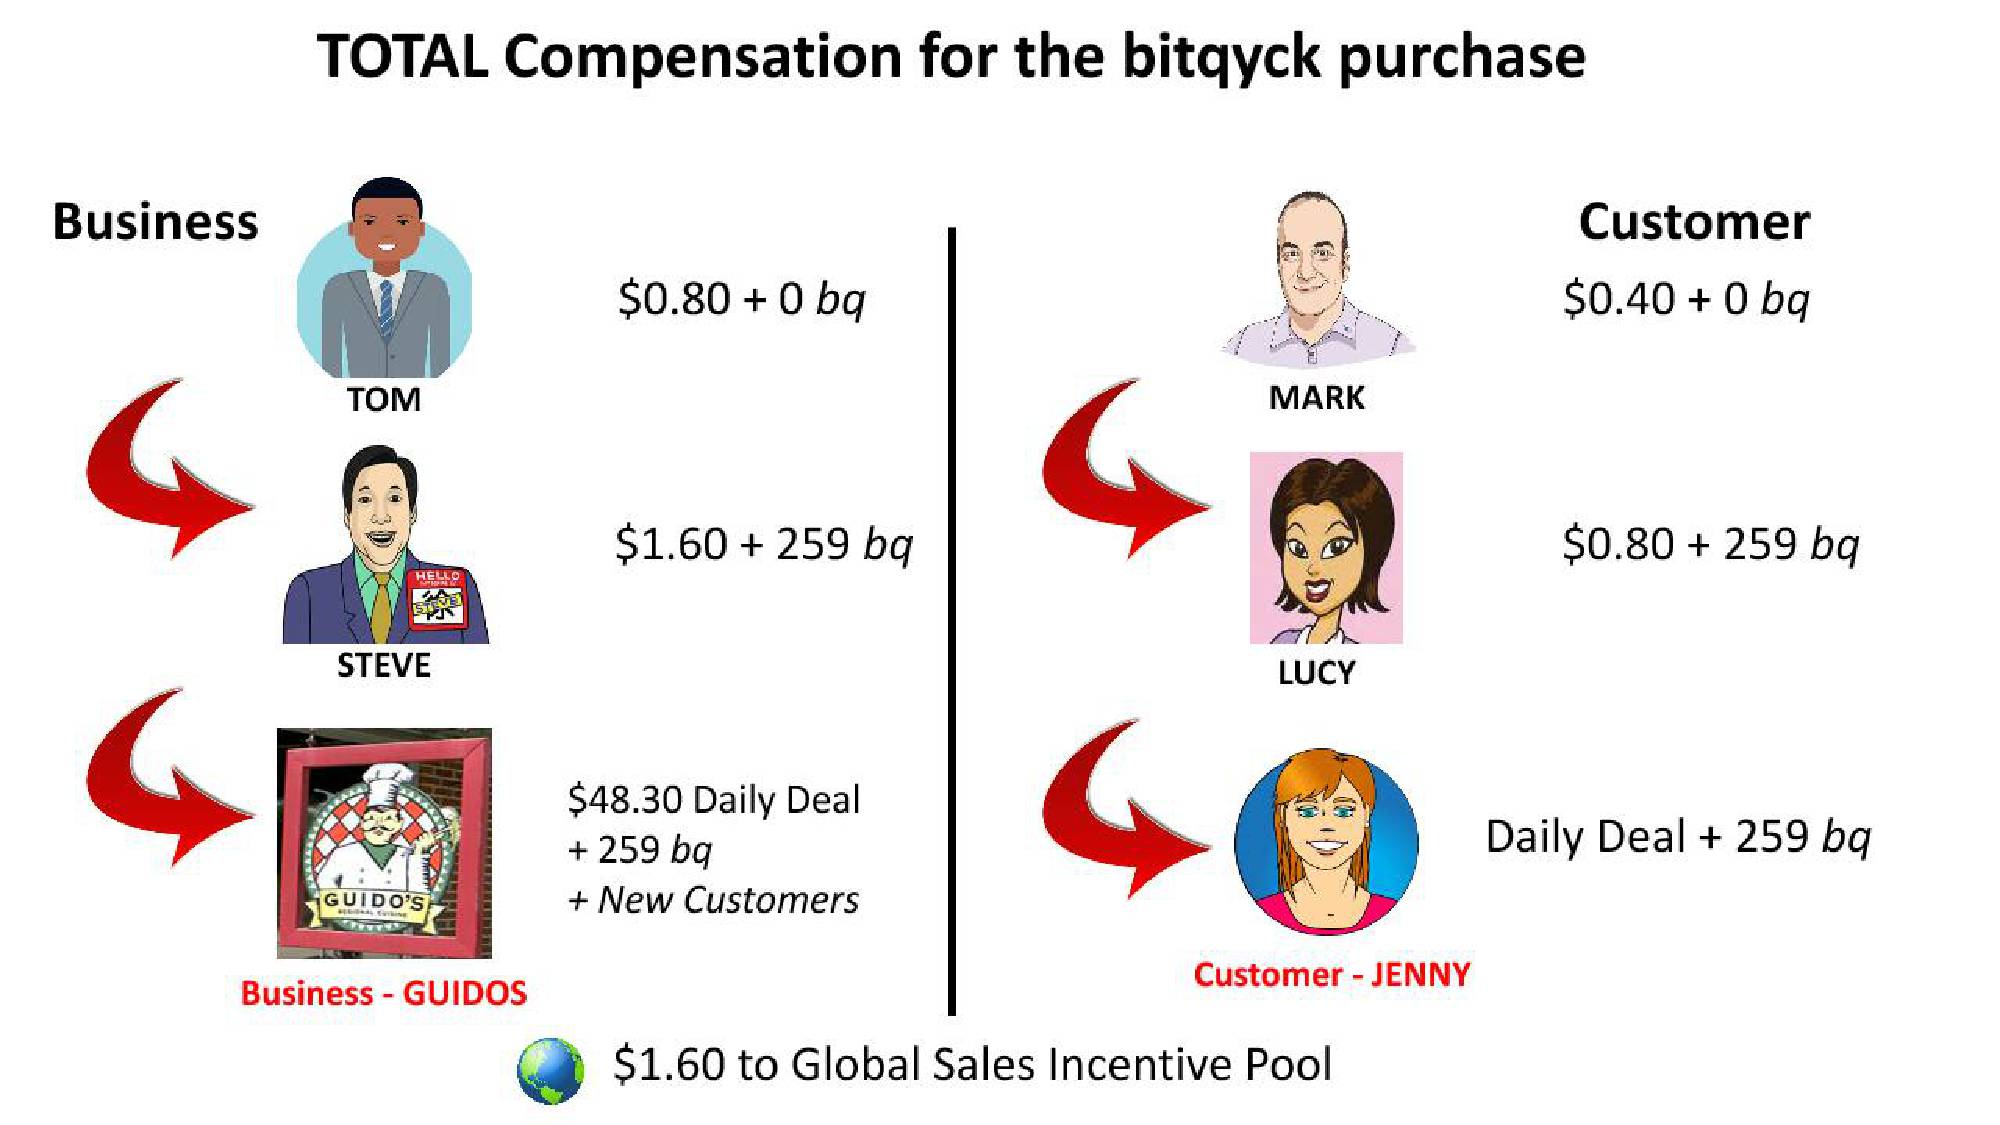 TOTAL Compensation for the bitqyck purchase
Business
$0.80 + 0 bq
TOM
HELLO
STEVE
$1.60 + 259 bq
STEVE
GUIDO'S
REGIONAL CUISINE
$48.30 Daily Deal
+ 259 bq
+ New Customers
Business - GUIDOS
Customer
$0.40 + 0 bq
MARK
$0.80 + 259 bq
LUCY
Daily Deal + 259 bq
Customer - JENNY
$1.60 to Global Sales Incentive Pool